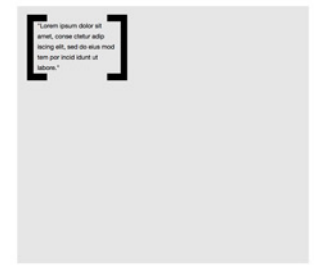 "Lorem ipsum dolor sit
amet, conse ctetur adip
iscing elit, sed do eius mod
tem por incid idunt ut
labore."